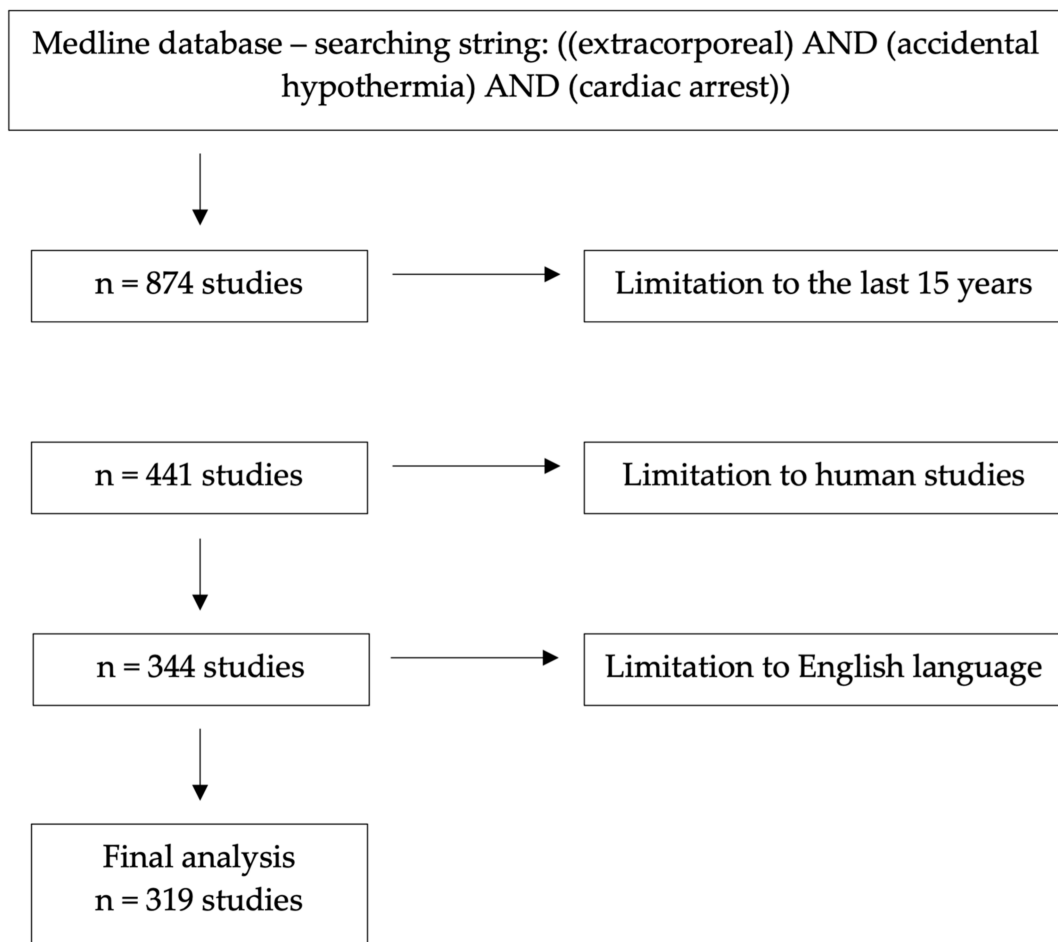 Medline database – searching string: ((extracorporeal) AND (accidental
hypothermia) AND (cardiac arrest))
n = 874 studies
Limitation to the last 15 years
n = 441 studies
Limitation to human studies
n = 344 studies
Limitation to English language
Final analysis
n = 319 studies